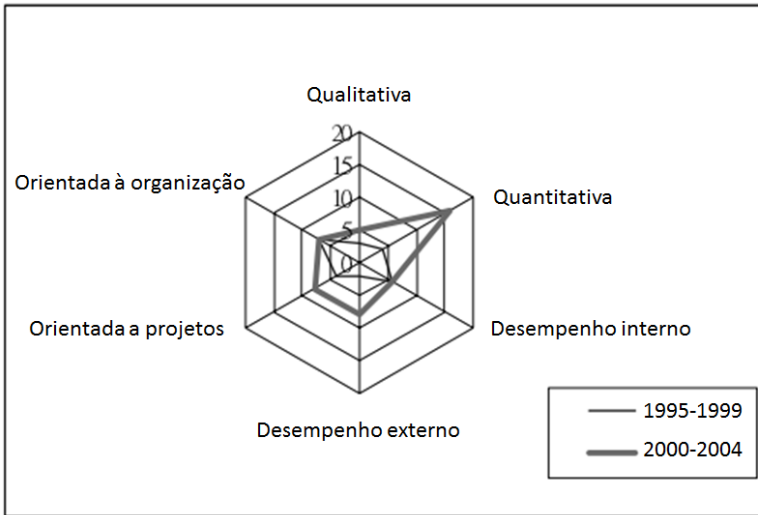 Qualitativa
20
15
Orientada à organização
10
Quantitativa
5
0
Orientada a projetos
Desempenho interno
Desempenho externo
1995-1999
2000-2004